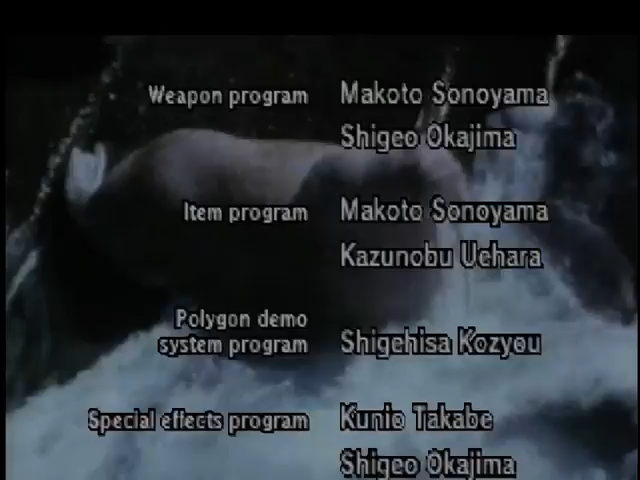 Weapon program Makoto Sonoyama
Shigeo Okajima
Item program Makoto Sonoyama
Kazunobu Uehara
Polygon demo
system program Shigehisa Kozyou
Special effects program Kunio Takabe
Shigeo Okajima